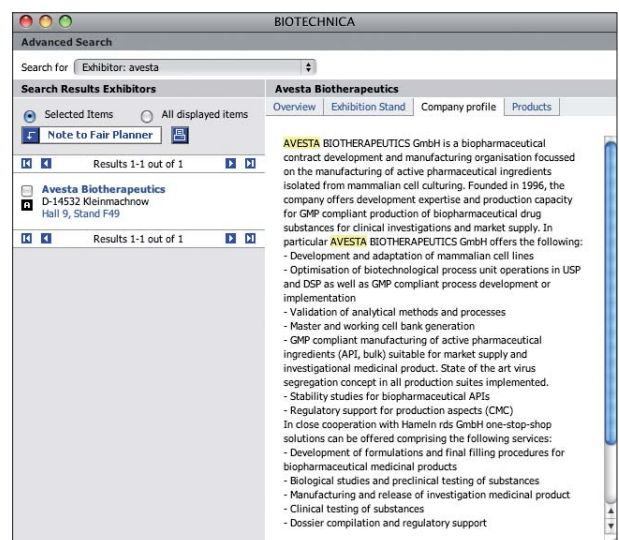 BIOTECHNICA
Advanced Search
Search for Exhibitor: avesta
Search Results Exhibitors
Selected Items All displayed items
Note to Fair Planner
Results 1-1 out of 1
Avesta Biotherapeutics
A D-14532 Kleinmachnow
Hall 9, Stand F49
Results 1-1 out of 1
Avesta Biotherapeutics
Overview Exhibition Stand Company profile Products
AVESTA BIOTHERAPEUTICS GmbH is a biopharmaceutical
contract development and manufacturing organisation focussed
on the manufacturing of active pharmaceutical ingredients
isolated from mammalian cell culturing. Founded in 1996, the
company offers development expertise and production capacity
for GMP compliant production of biopharmaceutical drug
substances for clinical investigations and market supply. In
particular AVESTA BIOTHERAPEUTICS GmbH offers the following:
- Development and adaptation of mammalian cell lines
- Optimisation of biotechnological process unit operations in USP
and DSP as well as GMP compliant process development or
implementation
- Validation of analytical methods and processes
- Master and working cell bank generation
- GMP compliant manufacturing of active pharmaceutical
ingredients (API, bulk) suitable for market supply and
investigational medicinal product. State of the art virus
segregation concept in all production suites implemented.
- Stability studies for biopharmaceutical APIs
- Regulatory support for production aspects (CMC)
In close cooperation with Hameln rds GmbH one-stop-shop
solutions can be offered comprising the following services:
- Development of formulations and final filling procedures for
biopharmaceutical medicinal products
- Biological studies and preclinical testing of substances
- Manufacturing and release of investigation medicinal product
- Clinical testing of substances
- Dossier compilation and regulatory support